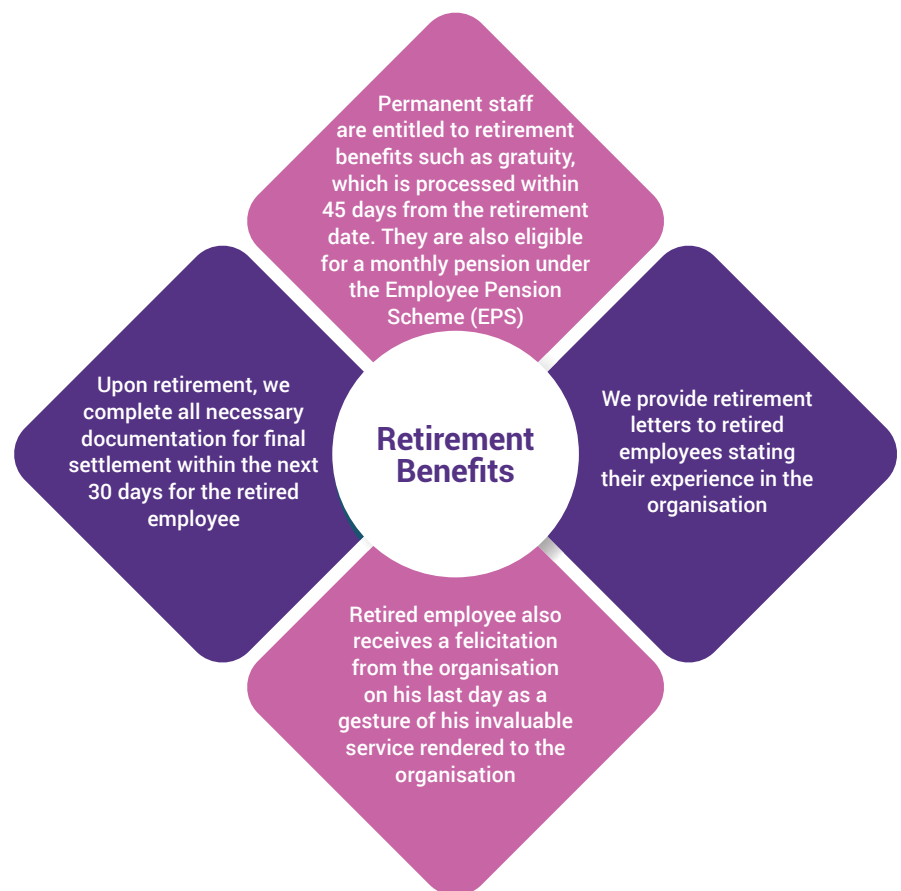 Permanent staff
are entitled to retirement
benefits such as gratuity,
which is processed within
45 days from the retirement
date. They are also eligible
for a monthly pension under
the Employee Pension
Scheme (EPS)
Upon retirement, we
complete all necessary
documentation for final
settlement within the next
30 days for the retired
employee
Retirement
Benefits
We provide retirement
letters to retired
employees stating
their experience in the
organisation
Retired employee also
receives a felicitation
from the organisation
on his last day as a
gesture of his invaluable
service rendered to the
organisation